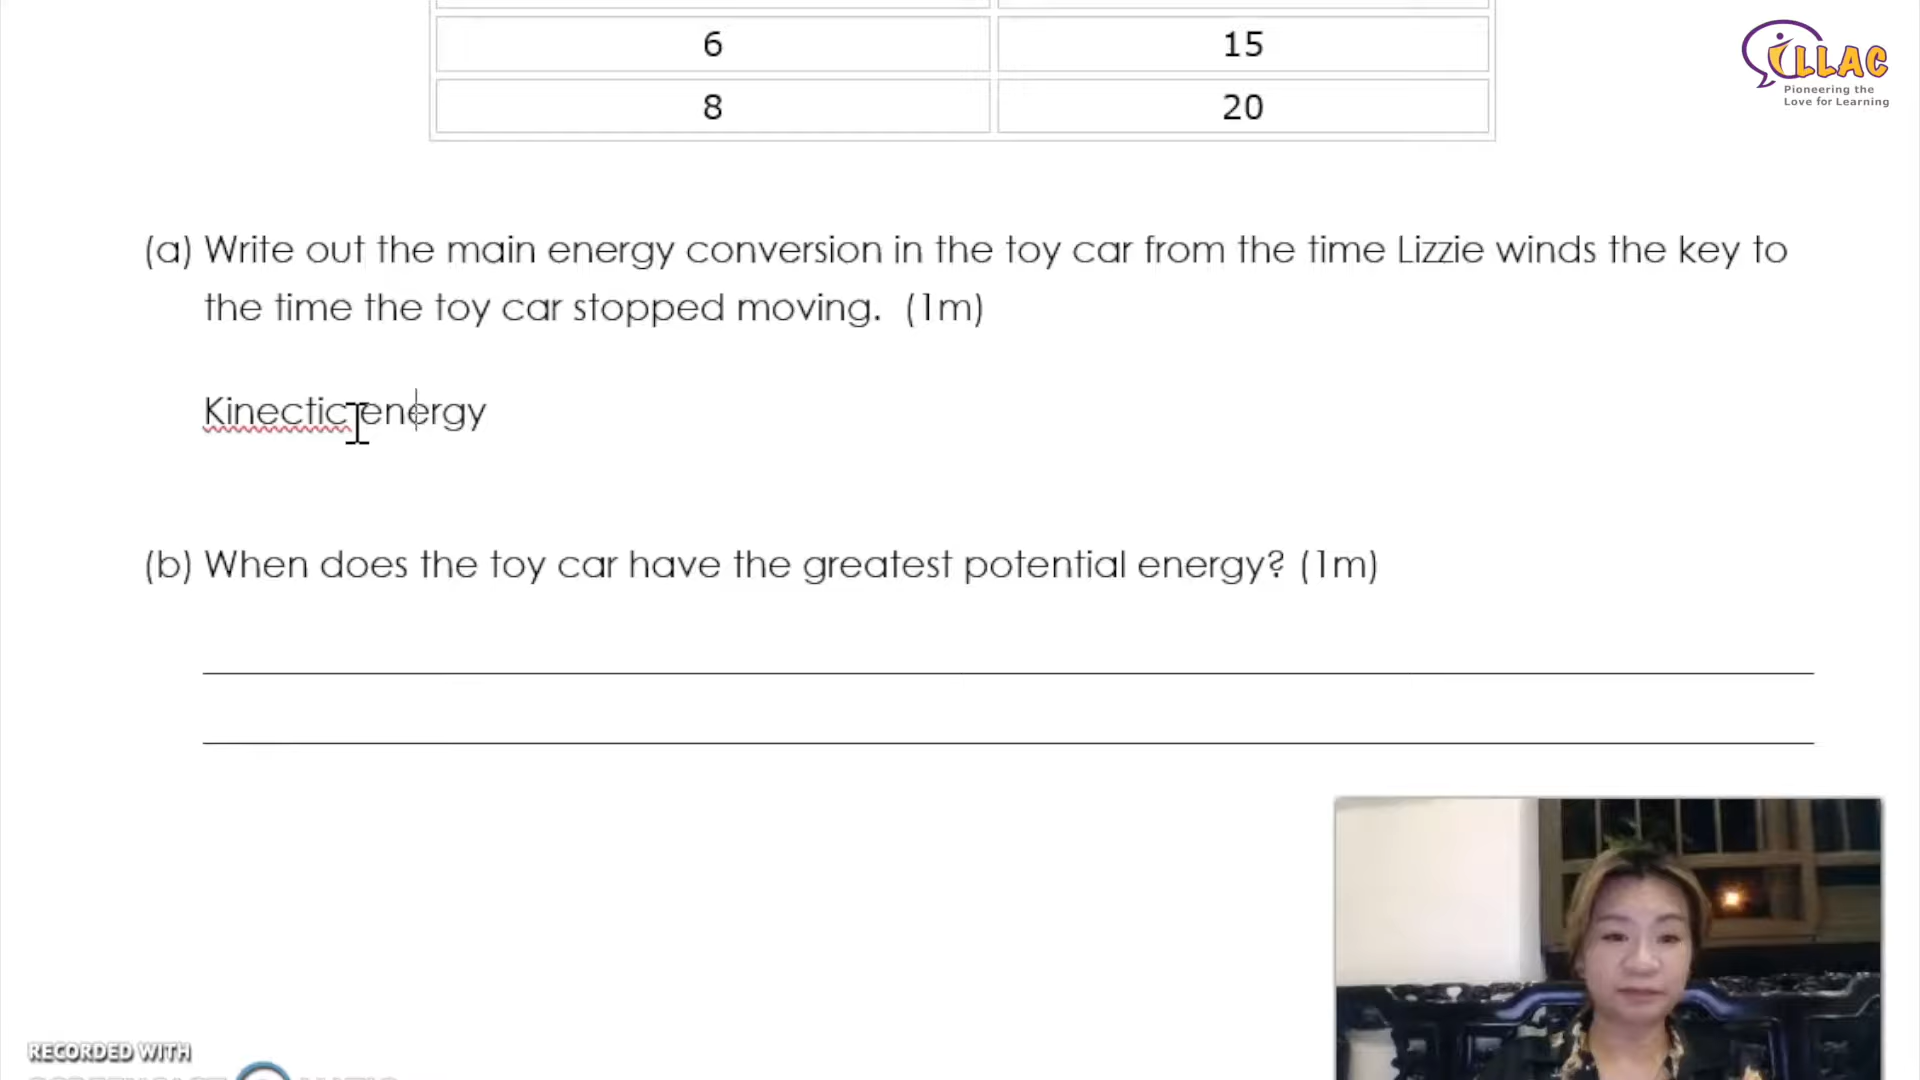 6 15
8 20
iLLAC
Pioneering the
Love for Learning
(a) Write out the main energy conversion in the toy car from the time Lizzie winds the key to
the time the toy car stopped moving. (1m)
Kinectic energy
(b) When does the toy car have the greatest potential energy? (1m)
RECORDED WITH